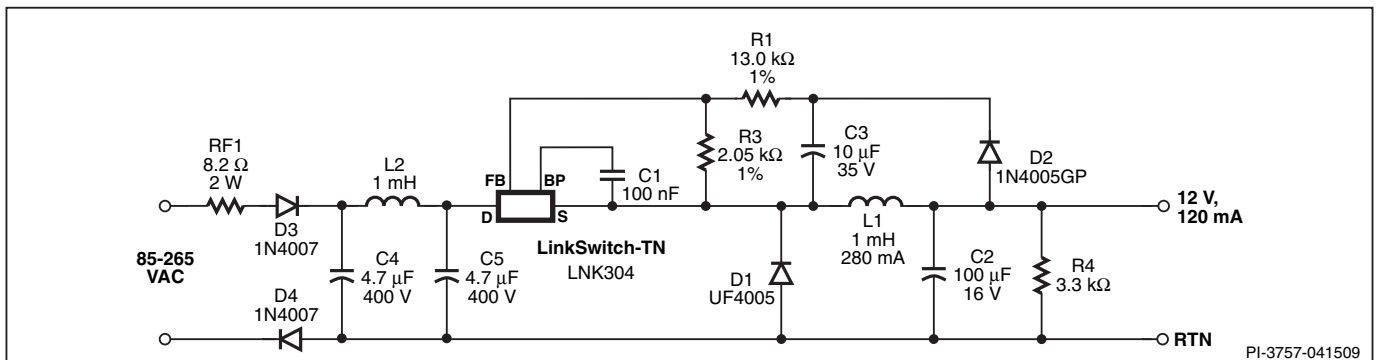 R1
13.0 kΩ
1%
RF1
8.2 Ω
2 W
L2
1 mH
FB
BP
D
S
C1
100 nF
R3
2.05 kΩ
1%
C3
10 μF
35 V
D2
1N4005GP
D3
1N4007
LinkSwitch-TN
LNK304
L1
1 mH
280 mA
12 V,
120 mA
85-265
VAC
C4
4.7 μF
400 V
C5
4.7 μF
400 V
D1
UF4005
C2
100 μF
16 V
R4
3.3 kΩ
D4
1N4007
RTN
PI-3757-041509